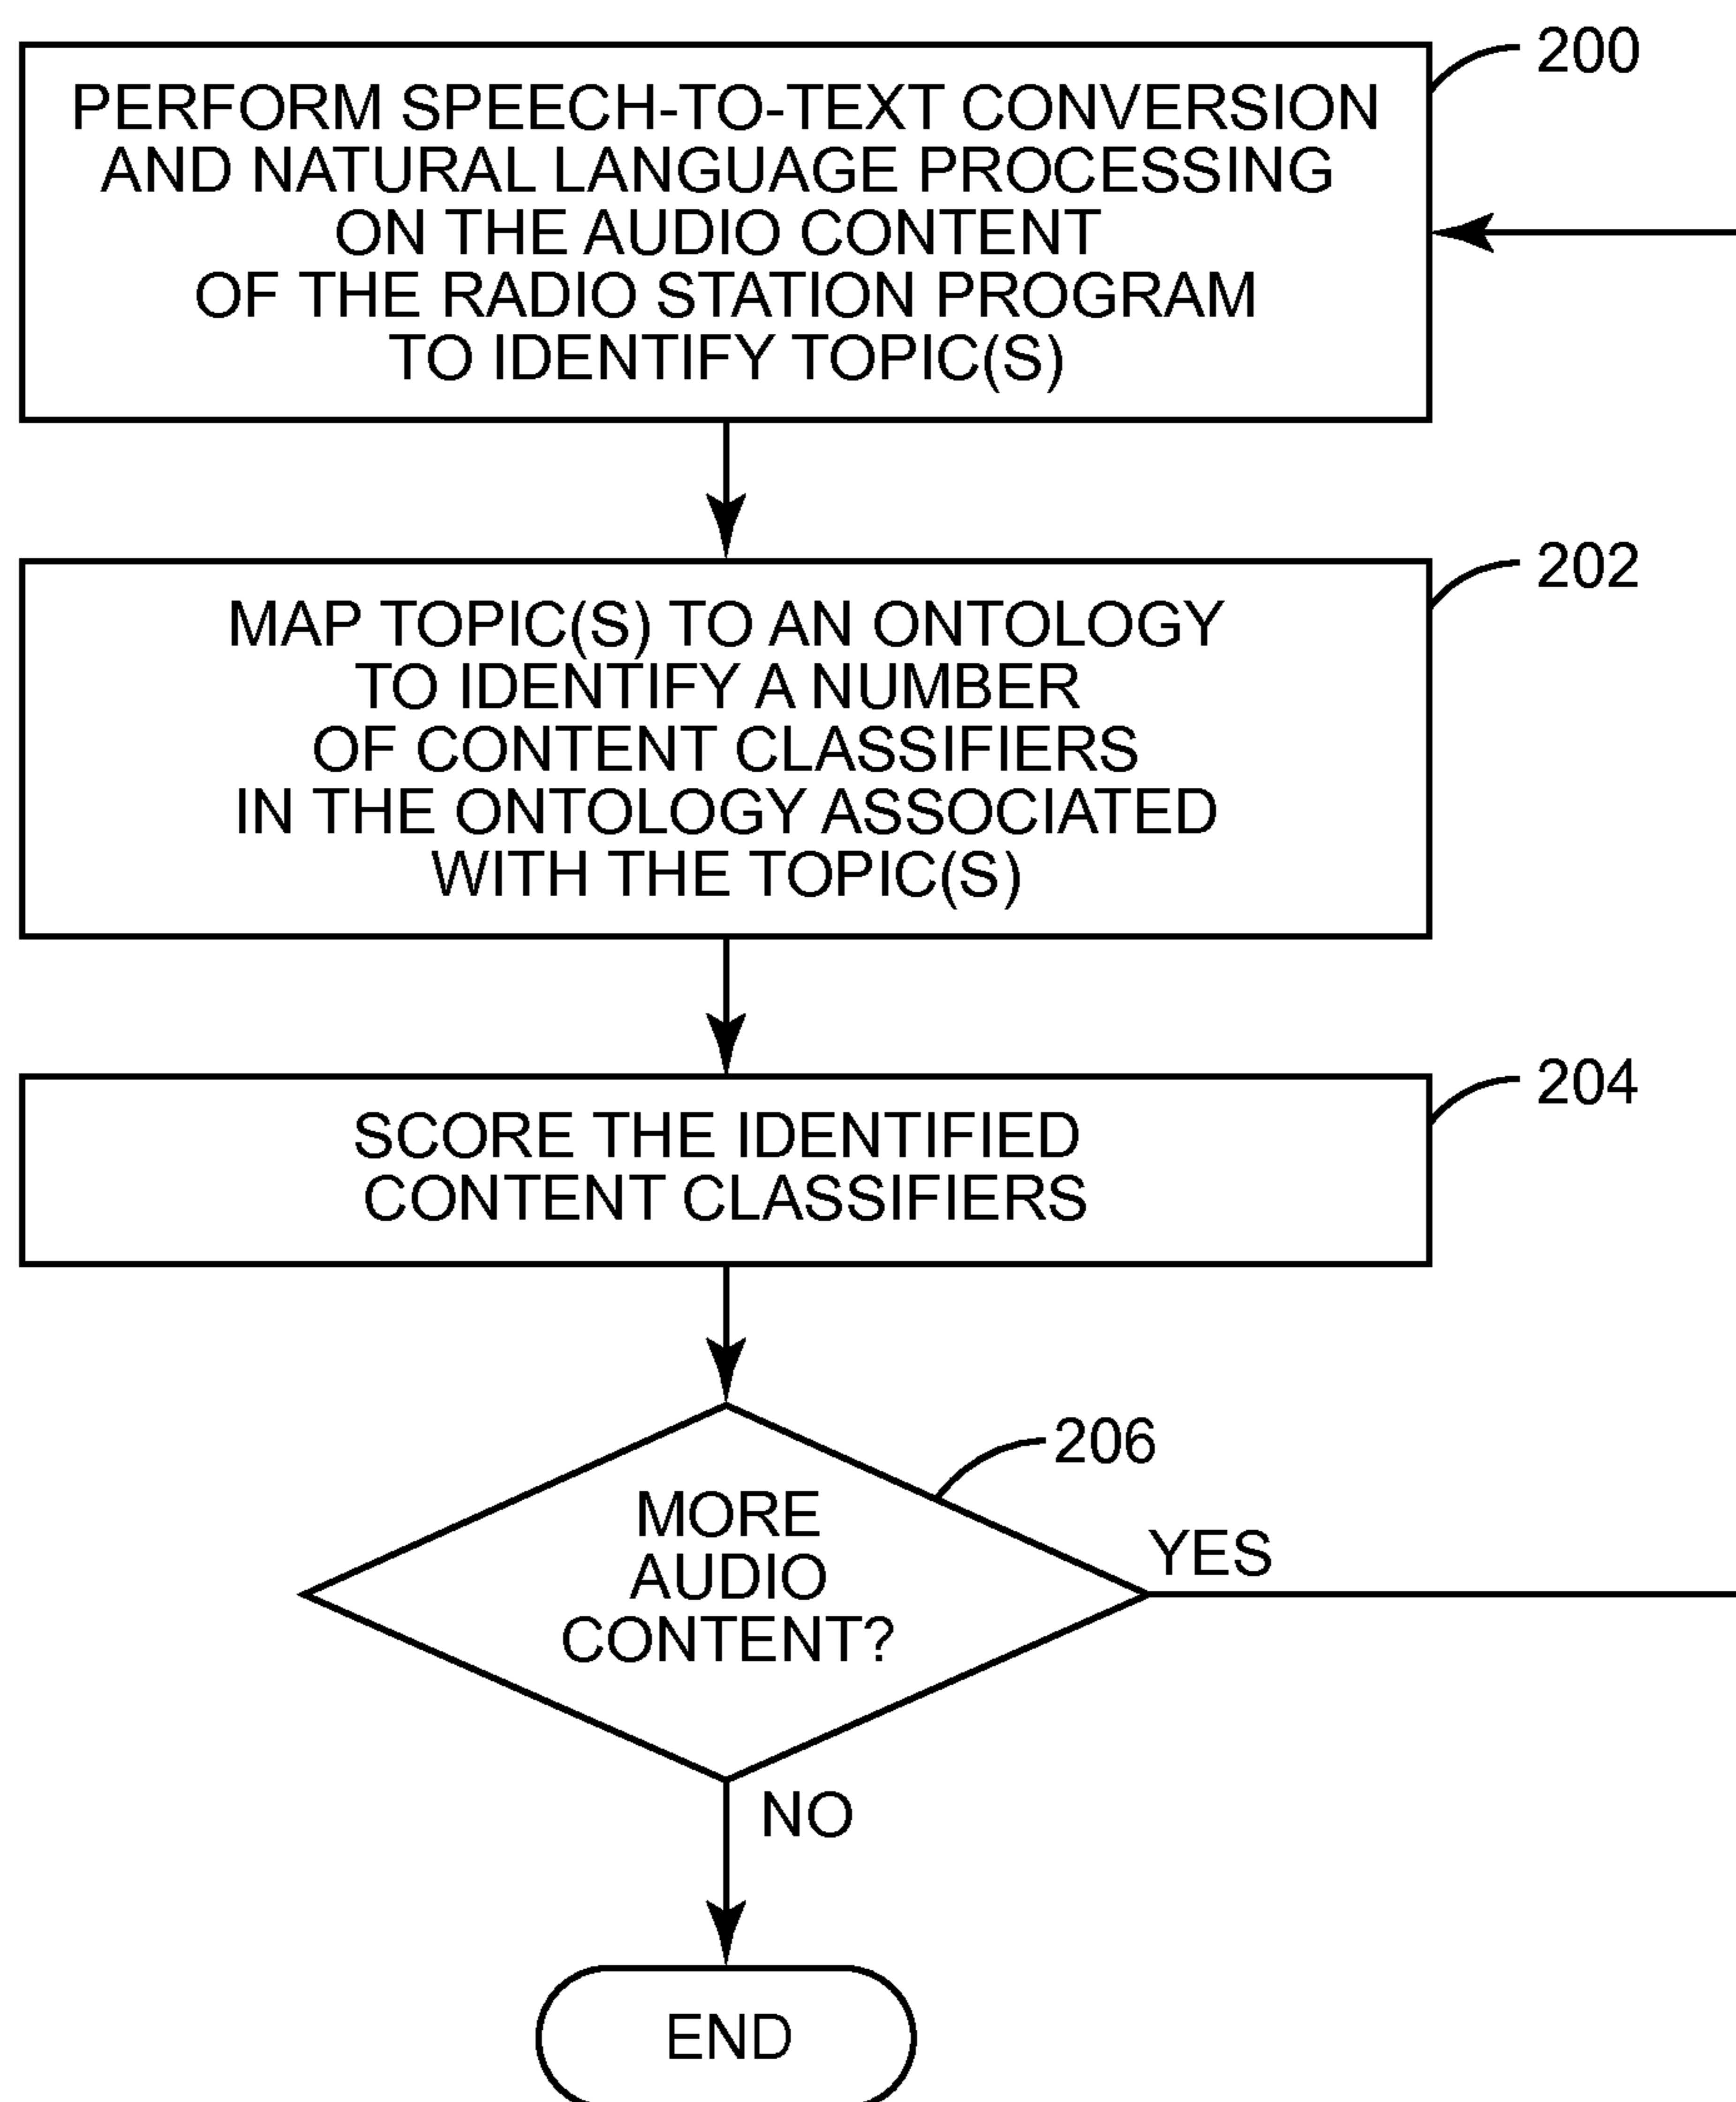 200
PERFORM SPEECH-TO-TEXT CONVERSION
AND NATURAL LANGUAGE PROCESSING
ON THE AUDIO CONTENT
OF THE RADIO STATION PROGRAM
TO IDENTIFY TOPIC(S)
202
MAP TOPIC(S) TO AN ONTOLOGY
TO IDENTIFY A NUMBER
OF CONTENT CLASSIFIERS
IN THE ONTOLOGY ASSOCIATED
WITH THE TOPIC(S)
204
SCORE THE IDENTIFIED
CONTENT CLASSIFIERS
206
MORE
AUDIO
CONTENT?
YES
NO
END